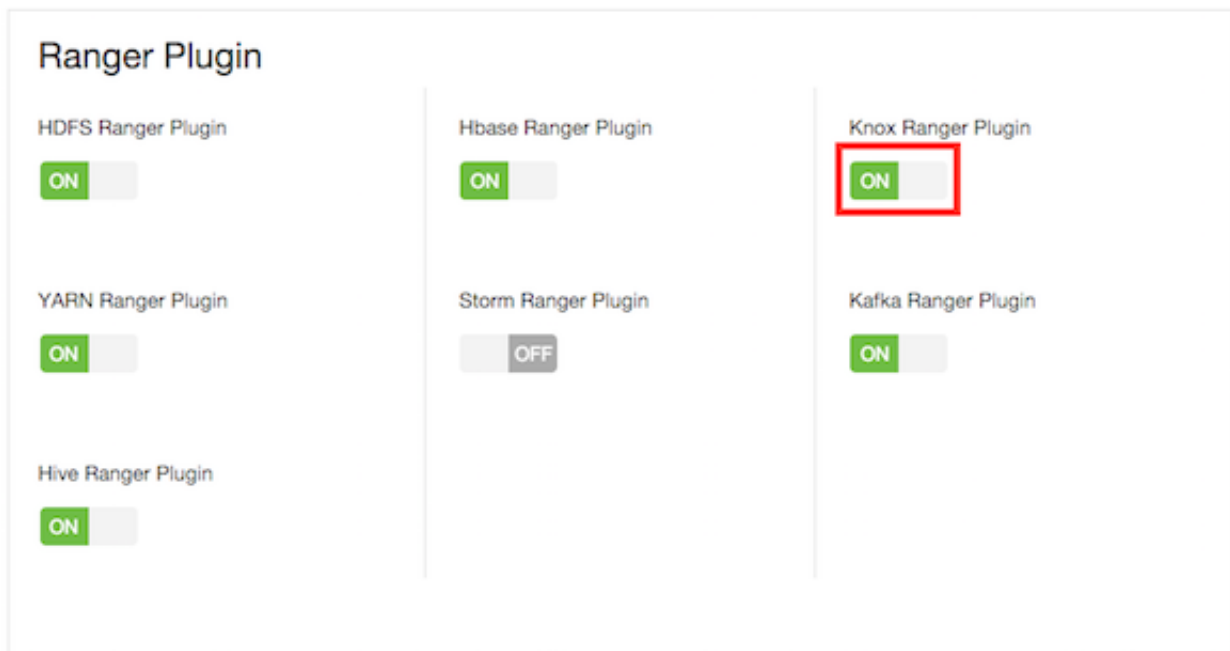 Ranger Plugin
HDFS Ranger Plugin
ON
Hbase Ranger Plugin
ON
Knox Ranger Plugin
ON
YARN Ranger Plugin
ON
Storm Ranger Plugin
OFF
Kafka Ranger Plugin
ON
Hive Ranger Plugin
ON